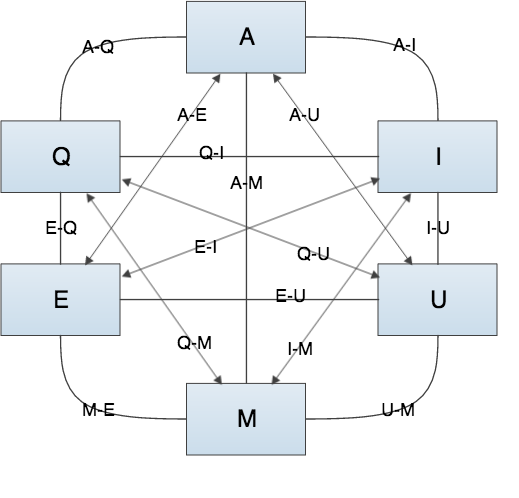 A
A-Q
A-I
A-E
A-U
Q
Q-I
I
A-M
E-Q
I-U
E-I
Q-U
E
E-U
U
Q-M
I-M
M-E
M
U-M